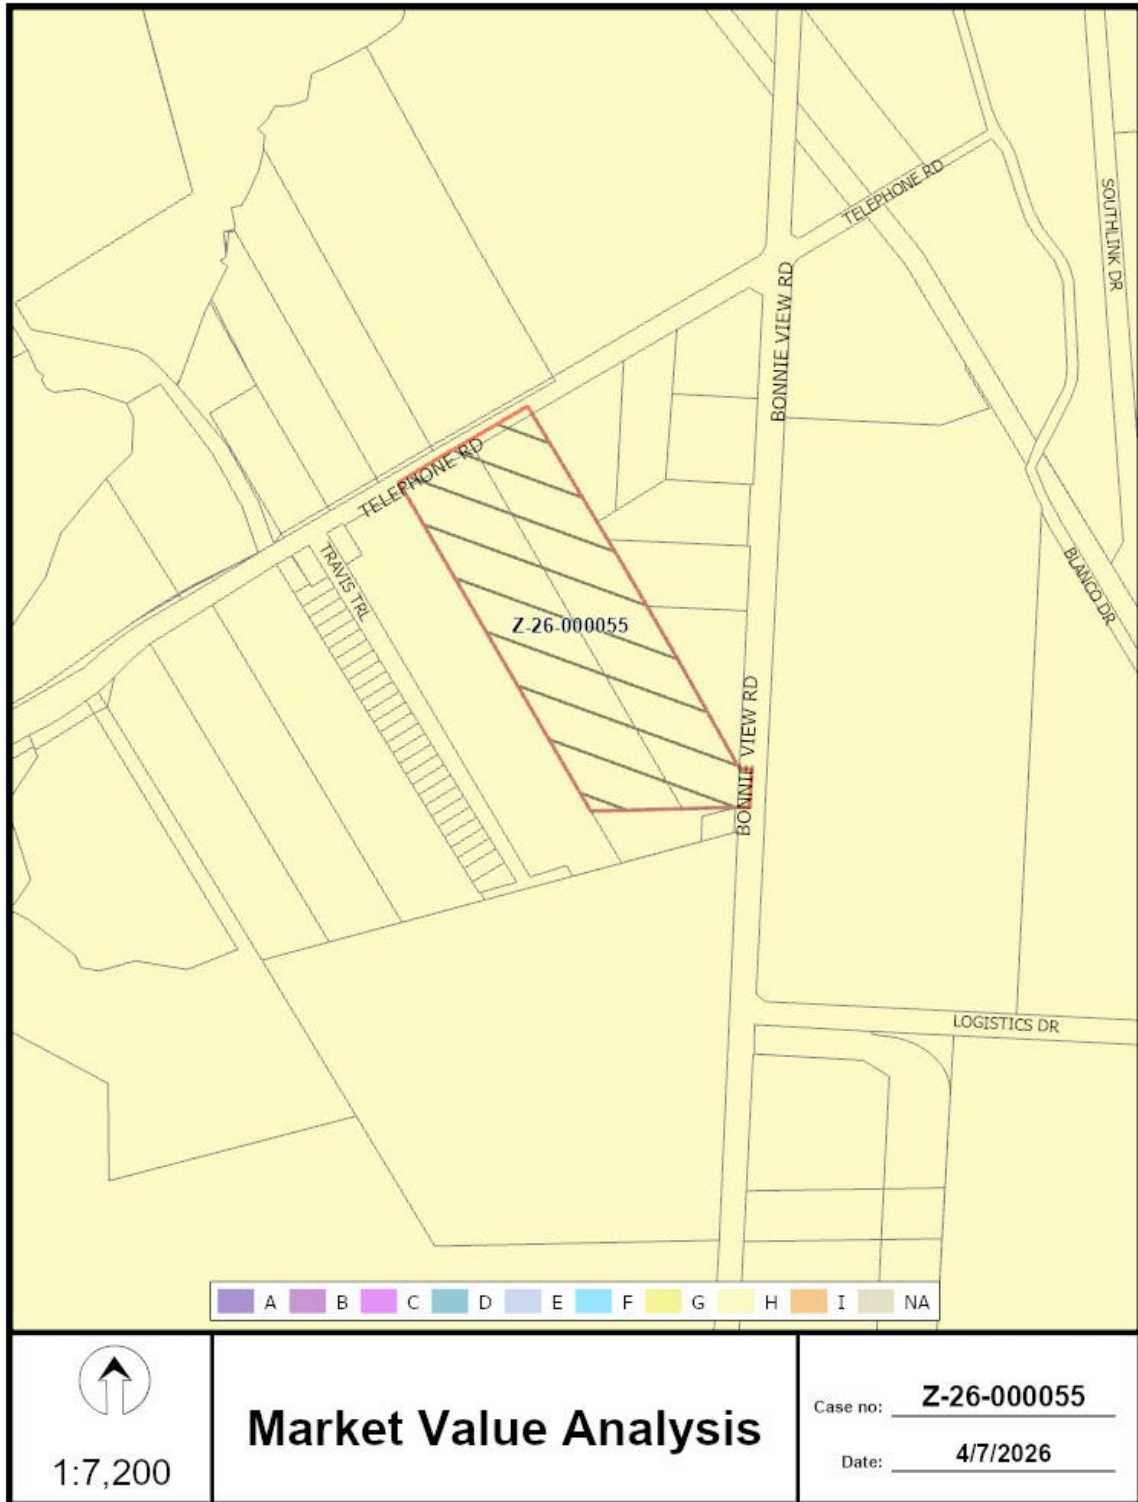 TELEPHONE RD
SOUTHLINK DR
BONNIE VIEW RD
TELEPHONE RD
TRAVIS TRL
BLANCO DR
Z-26-000055
BONNIE VIEW RD
LOGISTICS DR
A B C D E F G H I NA
1:7,200
Market Value Analysis
Case no: Z-26-000055
Date: 4/7/2026